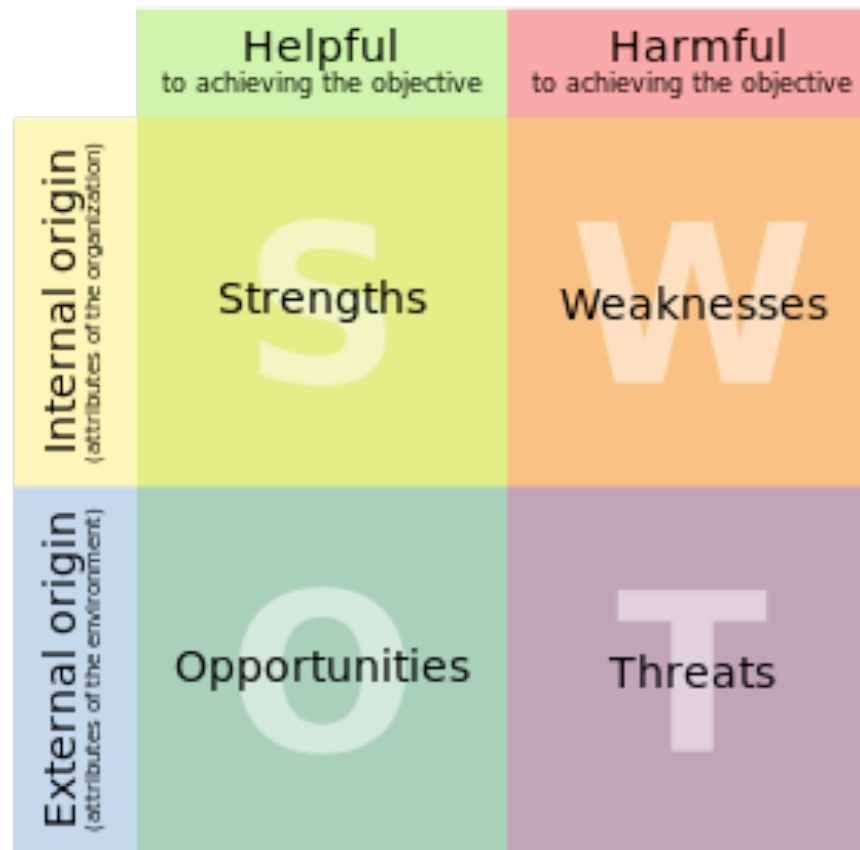 Helpful
to achieving the objective
Harmful
to achieving the objective
Internal origin
(attributes of the organization)
S
Strengths
W
Weaknesses
External origin
(attributes of the environment)
O
Opportunities
T
Threats